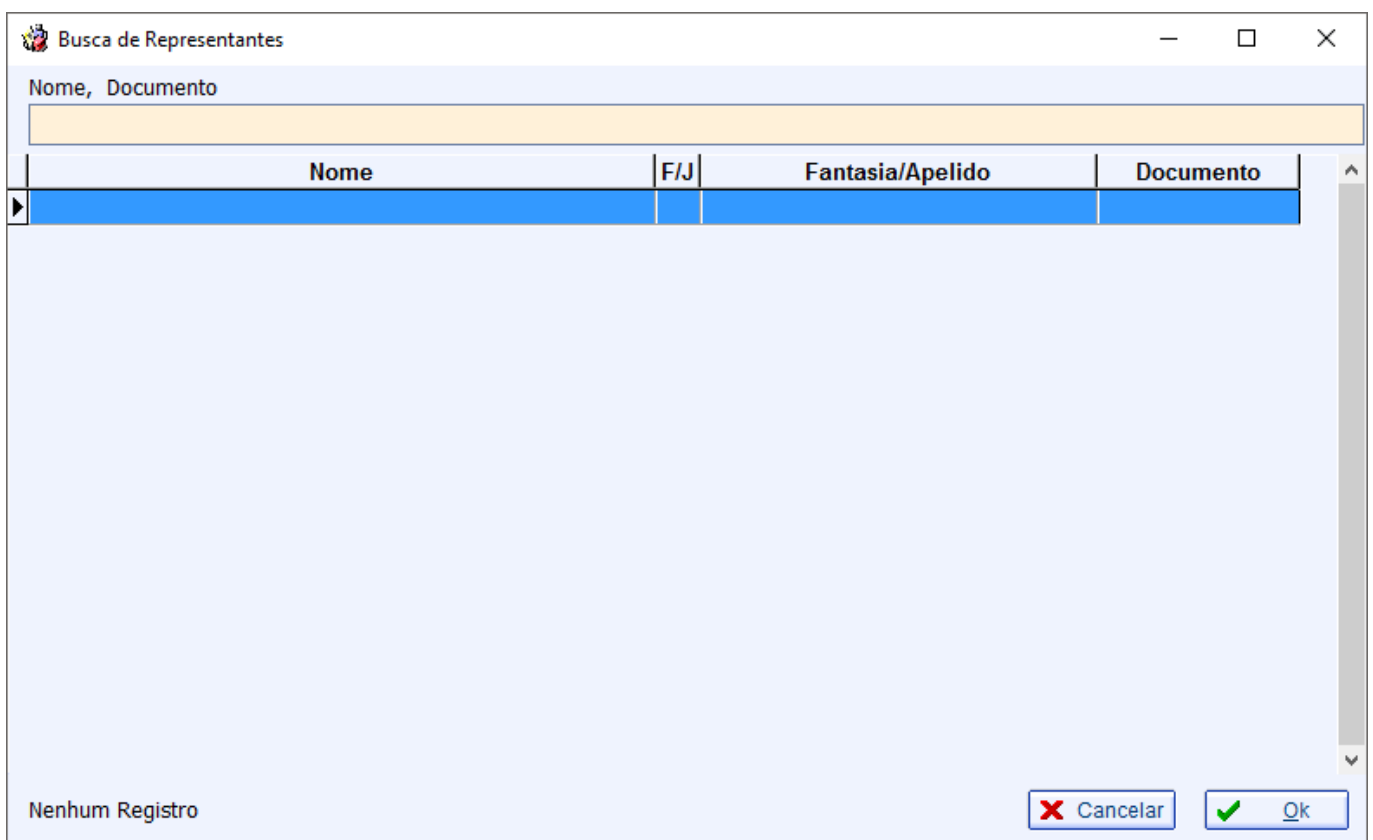 Busca de Representantes
Nome, Documento
Nome F/J Fantasia/Apelido Documento
Nenhum Registro Cancelar Ok